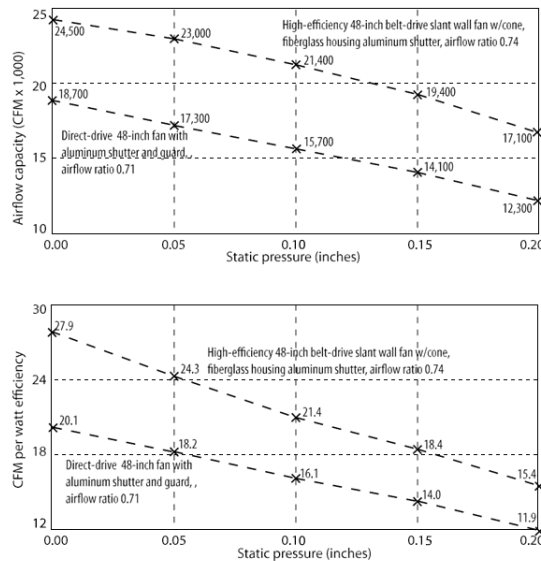 25
High-efficiency 48-inch belt-drive slant wall fan w/cone,
24,500
23,000
fiberglass housing aluminum shutter, airflow ratio 0.74
21,400
20
19,400
18,700
17,300
17,100
Direct-drive 48-inch fan with
15,700
aluminum shutter and guard, ,
15
airflow ratio 0.71
14,100
12,300
10
Airflow capacity (CFM x 1,000)
0.00 0.05 0.10 0.15 0.20
Static pressure (inches)
30
27.9
High-efficiency 48-inch belt-drive slant wall fan w/cone,
24.3
fiberglass housing aluminum shutter, airflow ratio 0.74
24
21.4
20.1
18.2
18.4
18
Direct-drive 48-inch fan with
16.1
15.4
aluminum shutter and guard, ,
airflow ratio 0.71
14.0
11.9
12
CFM per watt efficiency
0.00 0.05 0.10 0.15 0.20
Static pressure (inches)